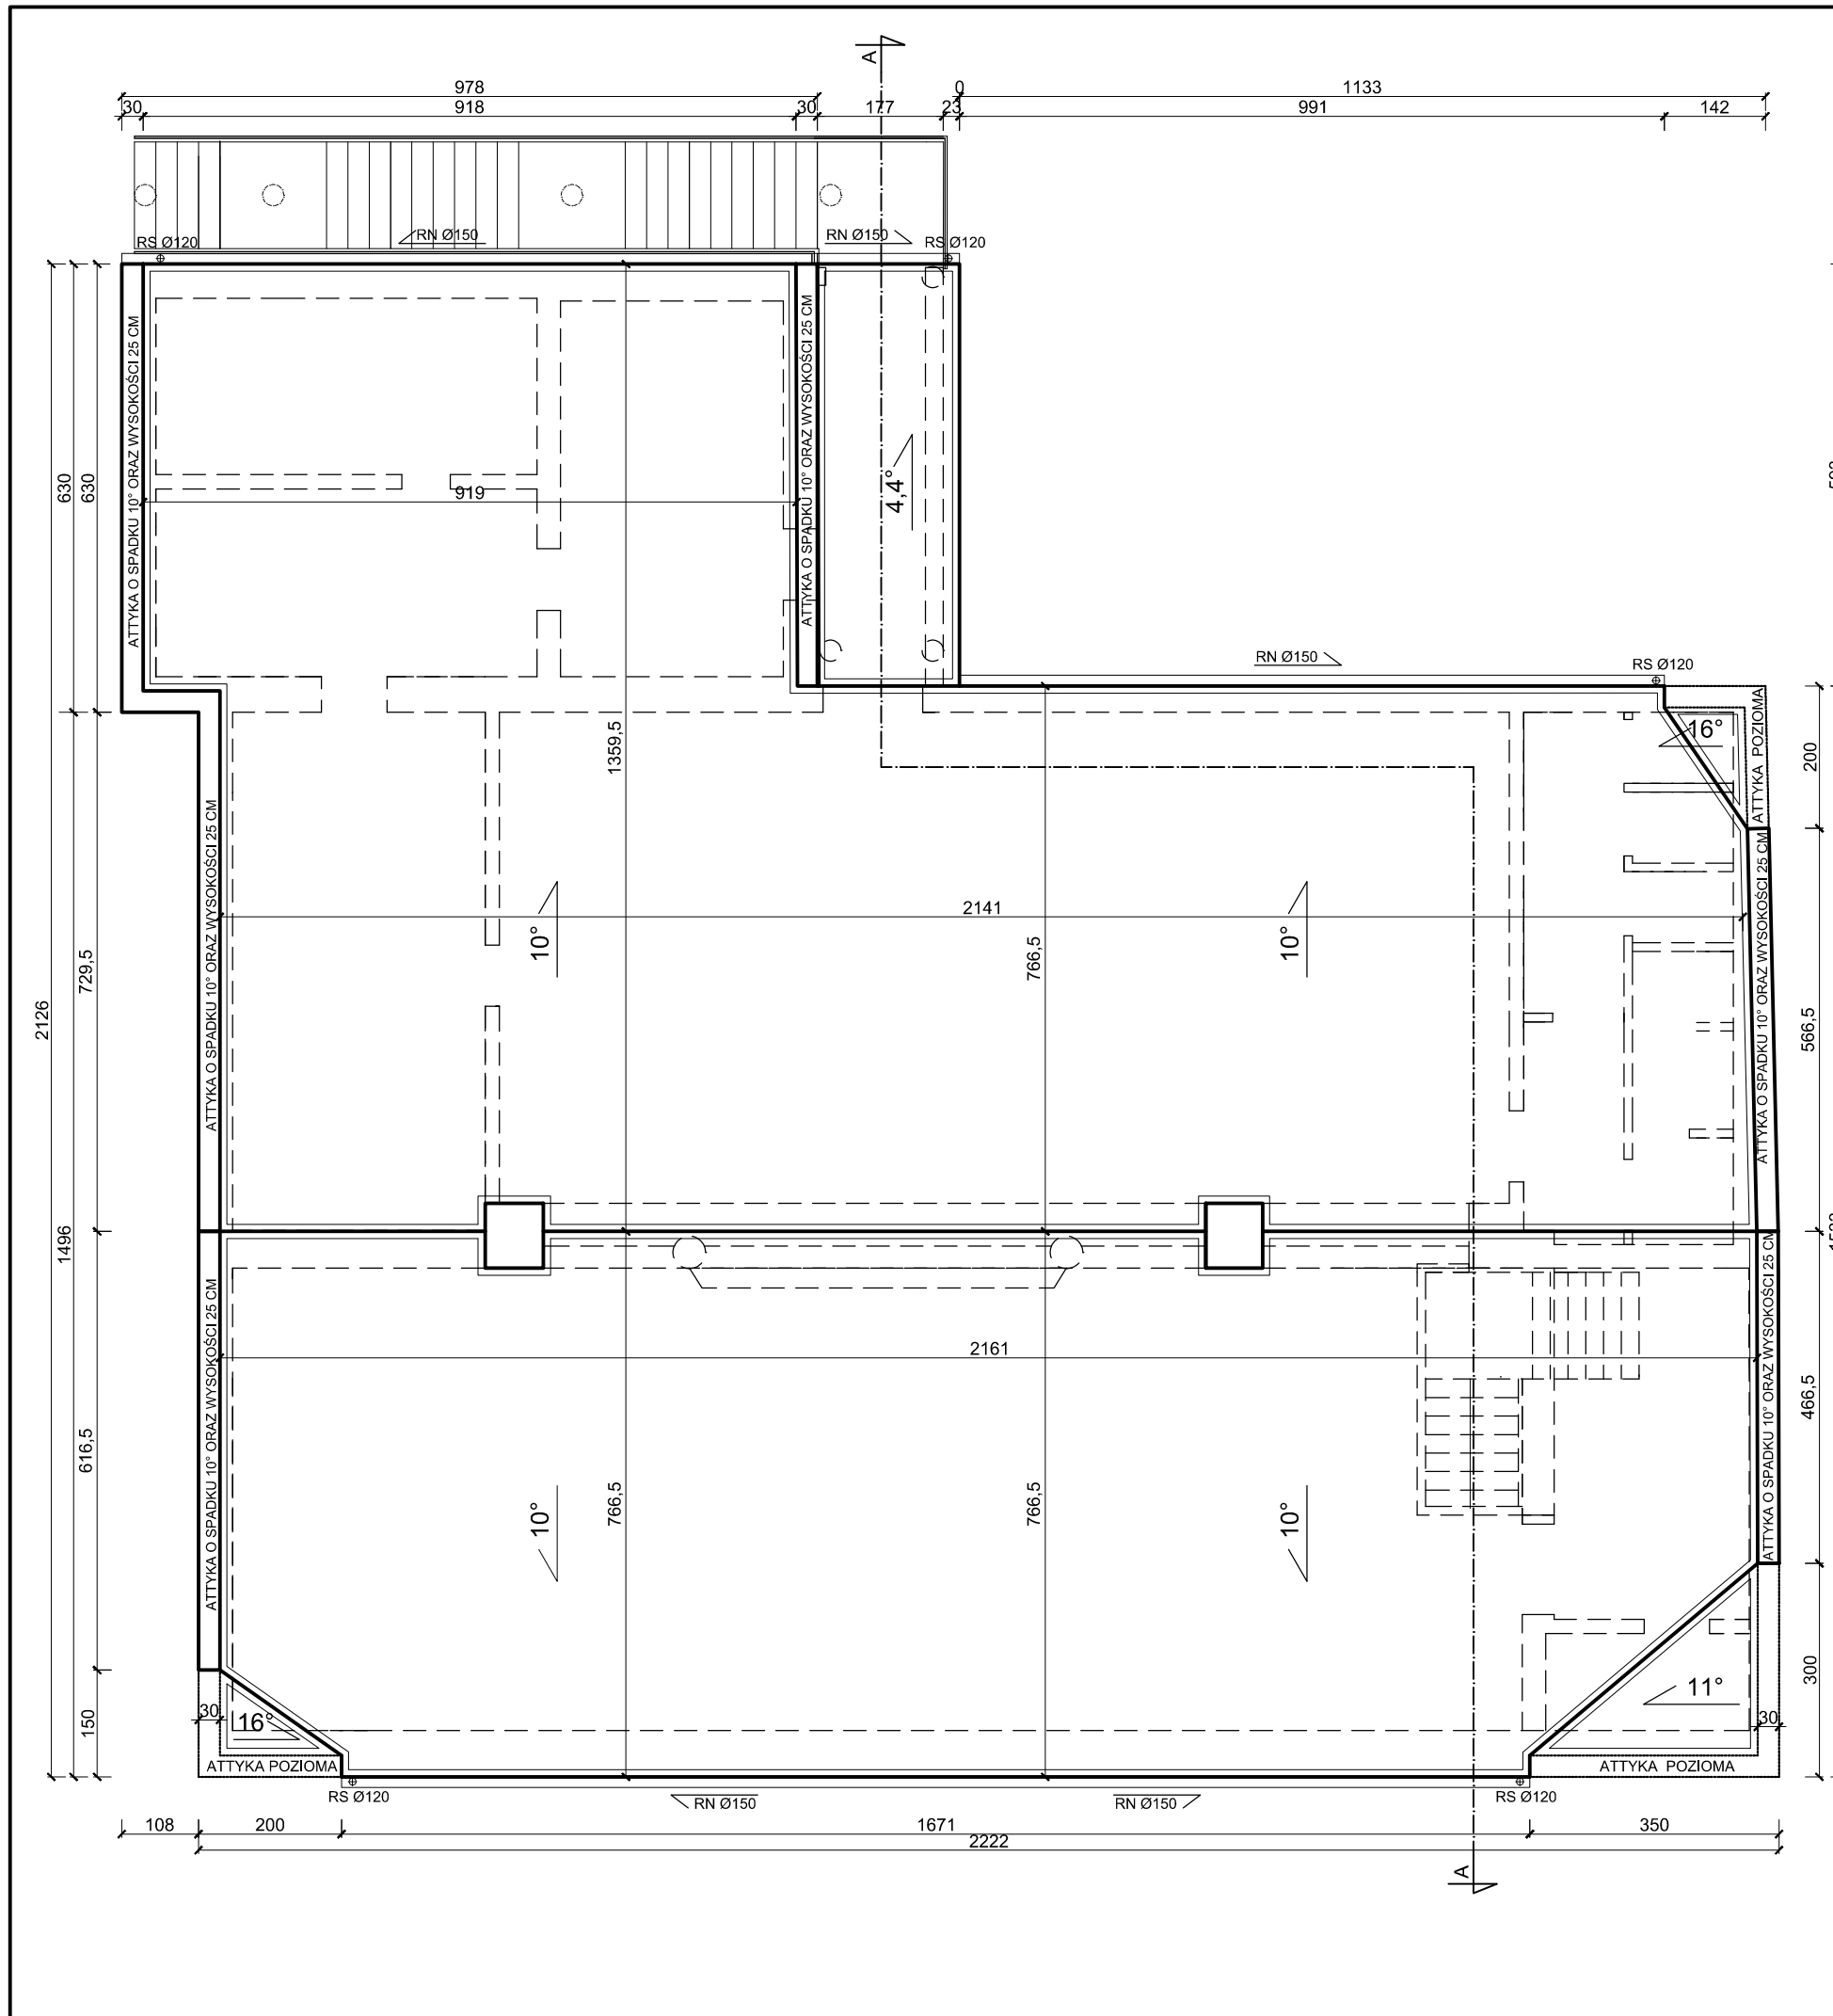 A
978
0
1133
30
918
30
177
23
991
142
RS Ø120
RN Ø150
RN Ø150
RS Ø120
ATTYKA O SPADKU 10° ORAZ WYSOKOŚCI 25 CM
ATTYKA O SPADKU 10° ORAZ WYSOKOŚCI 25 CM
630
630
919
4,4°
RN Ø150
RS Ø120
1359,5
16°
ATTYKA POZIOMA
200
ATTYKA O SPADKU 10° ORAZ WYSOKOŚCI 25 CM
10°
2141
10°
766,5
729,5
2126
ATTYKA O SPADKU 10° ORAZ WYSOKOŚCI 25 CM
566,5
1496
ATTYKA O SPADKU 10° ORAZ WYSOKOŚCI 25 CM
2161
ATTYKA O SPADKU 10° ORAZ WYSOKOŚCI 25 CM
466,5
616,5
10°
766,5
766,5
10°
300
150
30
16°
11°
30
ATTYKA POZIOMA
ATTYKA POZIOMA
RS Ø120
RN Ø150
RN Ø150
RS Ø120
108
200
1671
350
2222
A